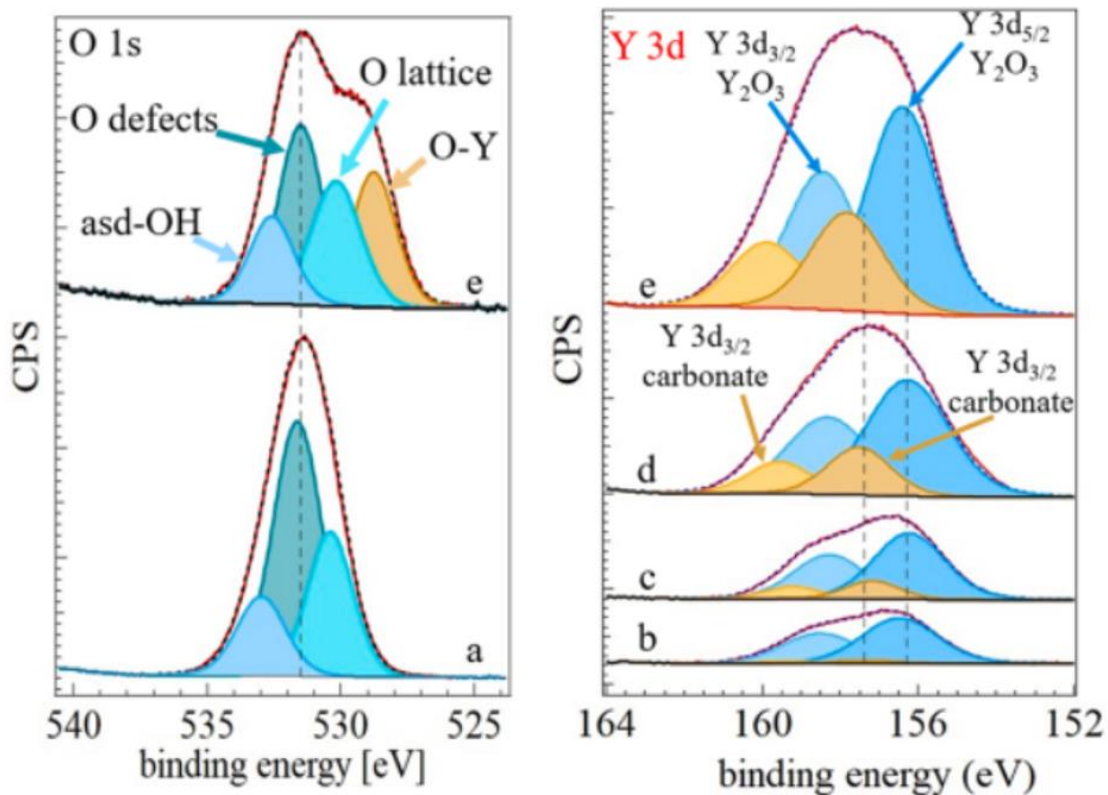 O 1s
O lattice
O defects
O-Y
asd-OH
e
a
CPS
540
535
530
525
binding energy [eV]
Y 3d
Y 3d3/2
Y2O3
Y 3d5/2
Y2O3
e
Y 3d3/2
carbonate
Y 3d3/2
carbonate
d
c
b
CPS
164
160
156
152
binding energy (eV)